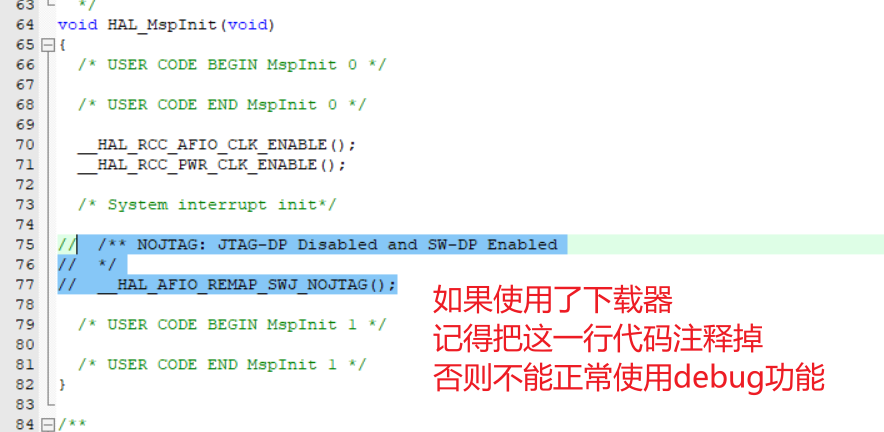 63    */
64 void HAL_MspInit(void)
65 {
66   /* USER CODE BEGIN MspInit 0 */
67
68   /* USER CODE END MspInit 0 */
69
70   __HAL_RCC_AFIO_CLK_ENABLE();
71   __HAL_RCC_PWR_CLK_ENABLE();
72
73   /* System interrupt init*/
74
75 //  /** NOJTAG: JTAG-DP Disabled and SW-DP Enabled
76 //  */
77 //  __HAL_AFIO_REMAP_SWJ_NOJTAG();
78
79   /* USER CODE BEGIN MspInit 1 */
80
81   /* USER CODE END MspInit 1 */
82 }
83
84 /**
如果使用了下载器
记得把这一行代码注释掉
否则不能正常使用debug功能